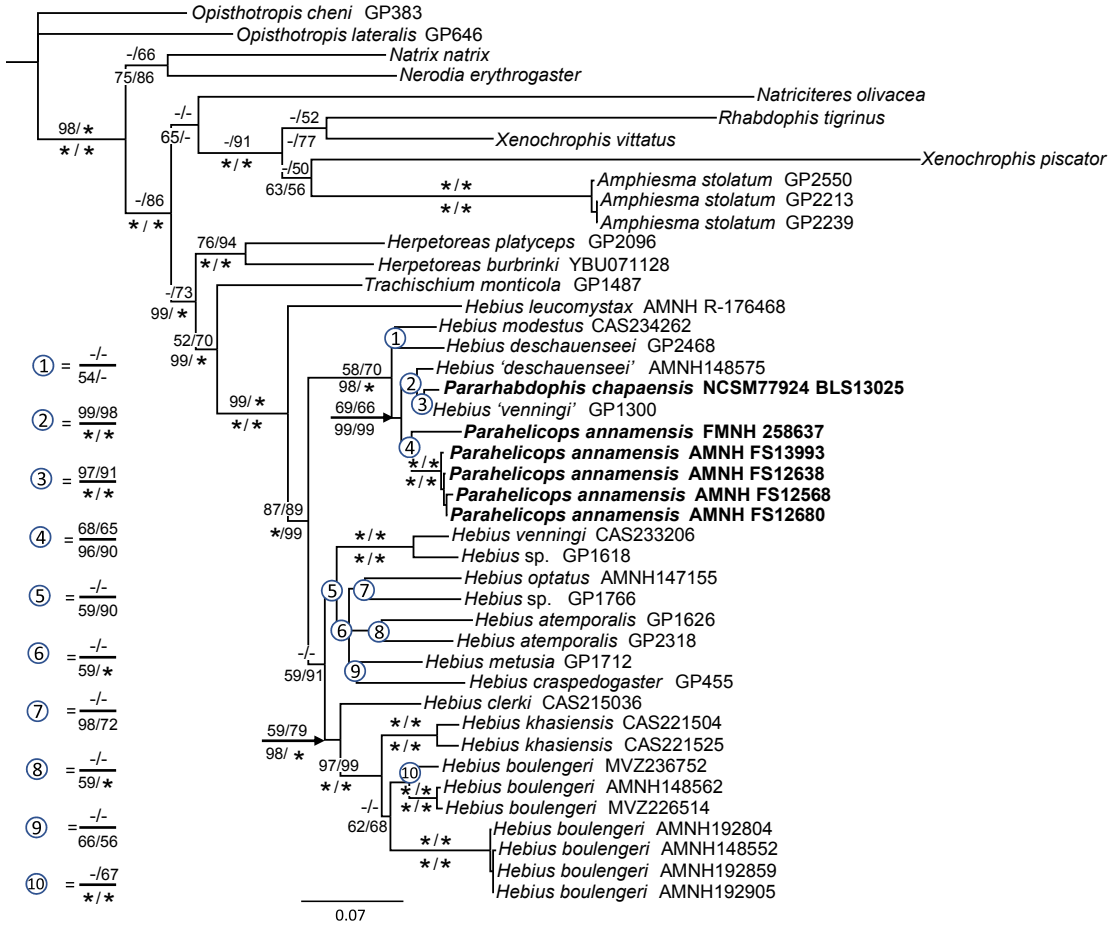 Opisthotropis cheni GP383
Opisthotropis lateralis GP646
-/66
Natrix natrix
75/86
Nerodia erythrogaster
Natriciteres olivacea
-/-
65/-
-/52
Rhabdophis tigrinus
98/*
*/*
-/91
*/*
-/77
Xenochrophis vittatus
-/50
63/56
Xenochrophis piscator
*/*
*/*
Amphiesma stolatum GP2550
Amphiesma stolatum GP2213
Amphiesma stolatum GP2239
-/86
*/*
76/94
*/*
Herpetoreas platyceps GP2096
Herpetoreas burbrinki YBU071128
-/73
99/*
Trachischium monticola GP1487
Hebius leucomystax AMNH R-176468
52/70
99/*
Hebius modestus CAS234262
1
Hebius deschauenseei GP2468
58/70
98/*
Hebius ‘deschauenseei’ AMNH148575
2
Pararhabdophis chapaensis NCSM77924 BLS13025
3
Hebius ‘venningi’ GP1300
99/*
*/*
69/66
99/99
Parahelicops annamensis FMNH 258637
4
Parahelicops annamensis AMNH FS13993
*/*
*/*
Parahelicops annamensis AMNH FS12638
Parahelicops annamensis AMNH FS12568
Parahelicops annamensis AMNH FS12680
87/89
*/99
*/*
*/*
Hebius venningi CAS233206
Hebius sp. GP1618
5
Hebius optatus AMNH147155
7
Hebius sp. GP1766
Hebius atemporalis GP1626
6
8
Hebius atemporalis GP2318
-/-
59/91
Hebius metusia GP1712
9
Hebius craspedogaster GP455
Hebius clerki CAS215036
59/79
98/*
*/*
*/*
Hebius khasiensis CAS221504
Hebius khasiensis CAS221525
97/99
*/*
10
Hebius boulengeri MVZ236752
*/*
*/*
Hebius boulengeri AMNH148562
Hebius boulengeri MVZ226514
-/-
62/68
*/*
*/*
Hebius boulengeri AMNH192804
Hebius boulengeri AMNH148552
Hebius boulengeri AMNH192859
Hebius boulengeri AMNH192905
1 = -/-
54/-
2 = 99/98
*/*
3 = 97/91
*/*
4 = 68/65
96/90
5 = -/-
59/90
6 = -/-
59/*
7 = -/-
98/72
8 = -/-
59/*
9 = -/-
66/56
10 = -/67
*/*
0.07